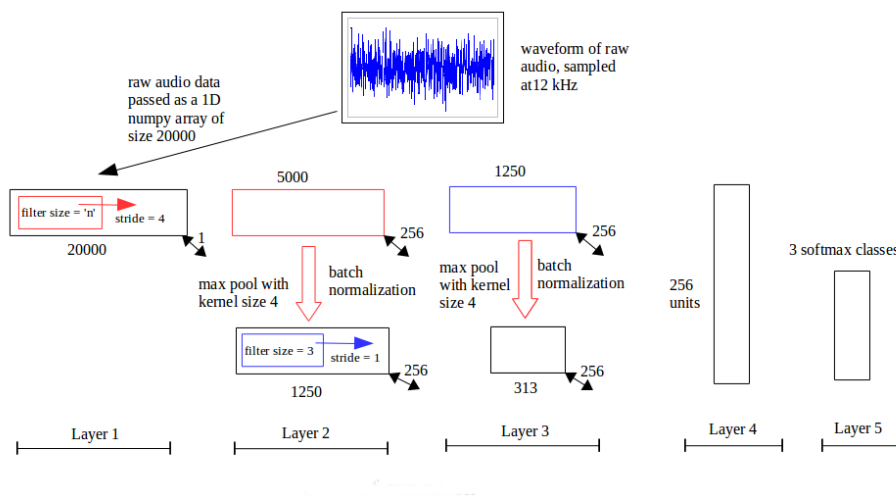 waveform of raw
audio, sampled
at12 kHz
raw audio data
passed as a 1D
numpy array of
size 20000
filter size = 'n'
stride = 4
20000
1
5000
256
max pool with
kernel size 4
batch
normalization
filter size = 3
stride = 1
256
1250
1250
256
max pool
with kernel
size 4
batch
normalization
256
313
256
units
3 softmax classes
Layer 1
Layer 2
Layer 3
Layer 4
Layer 5